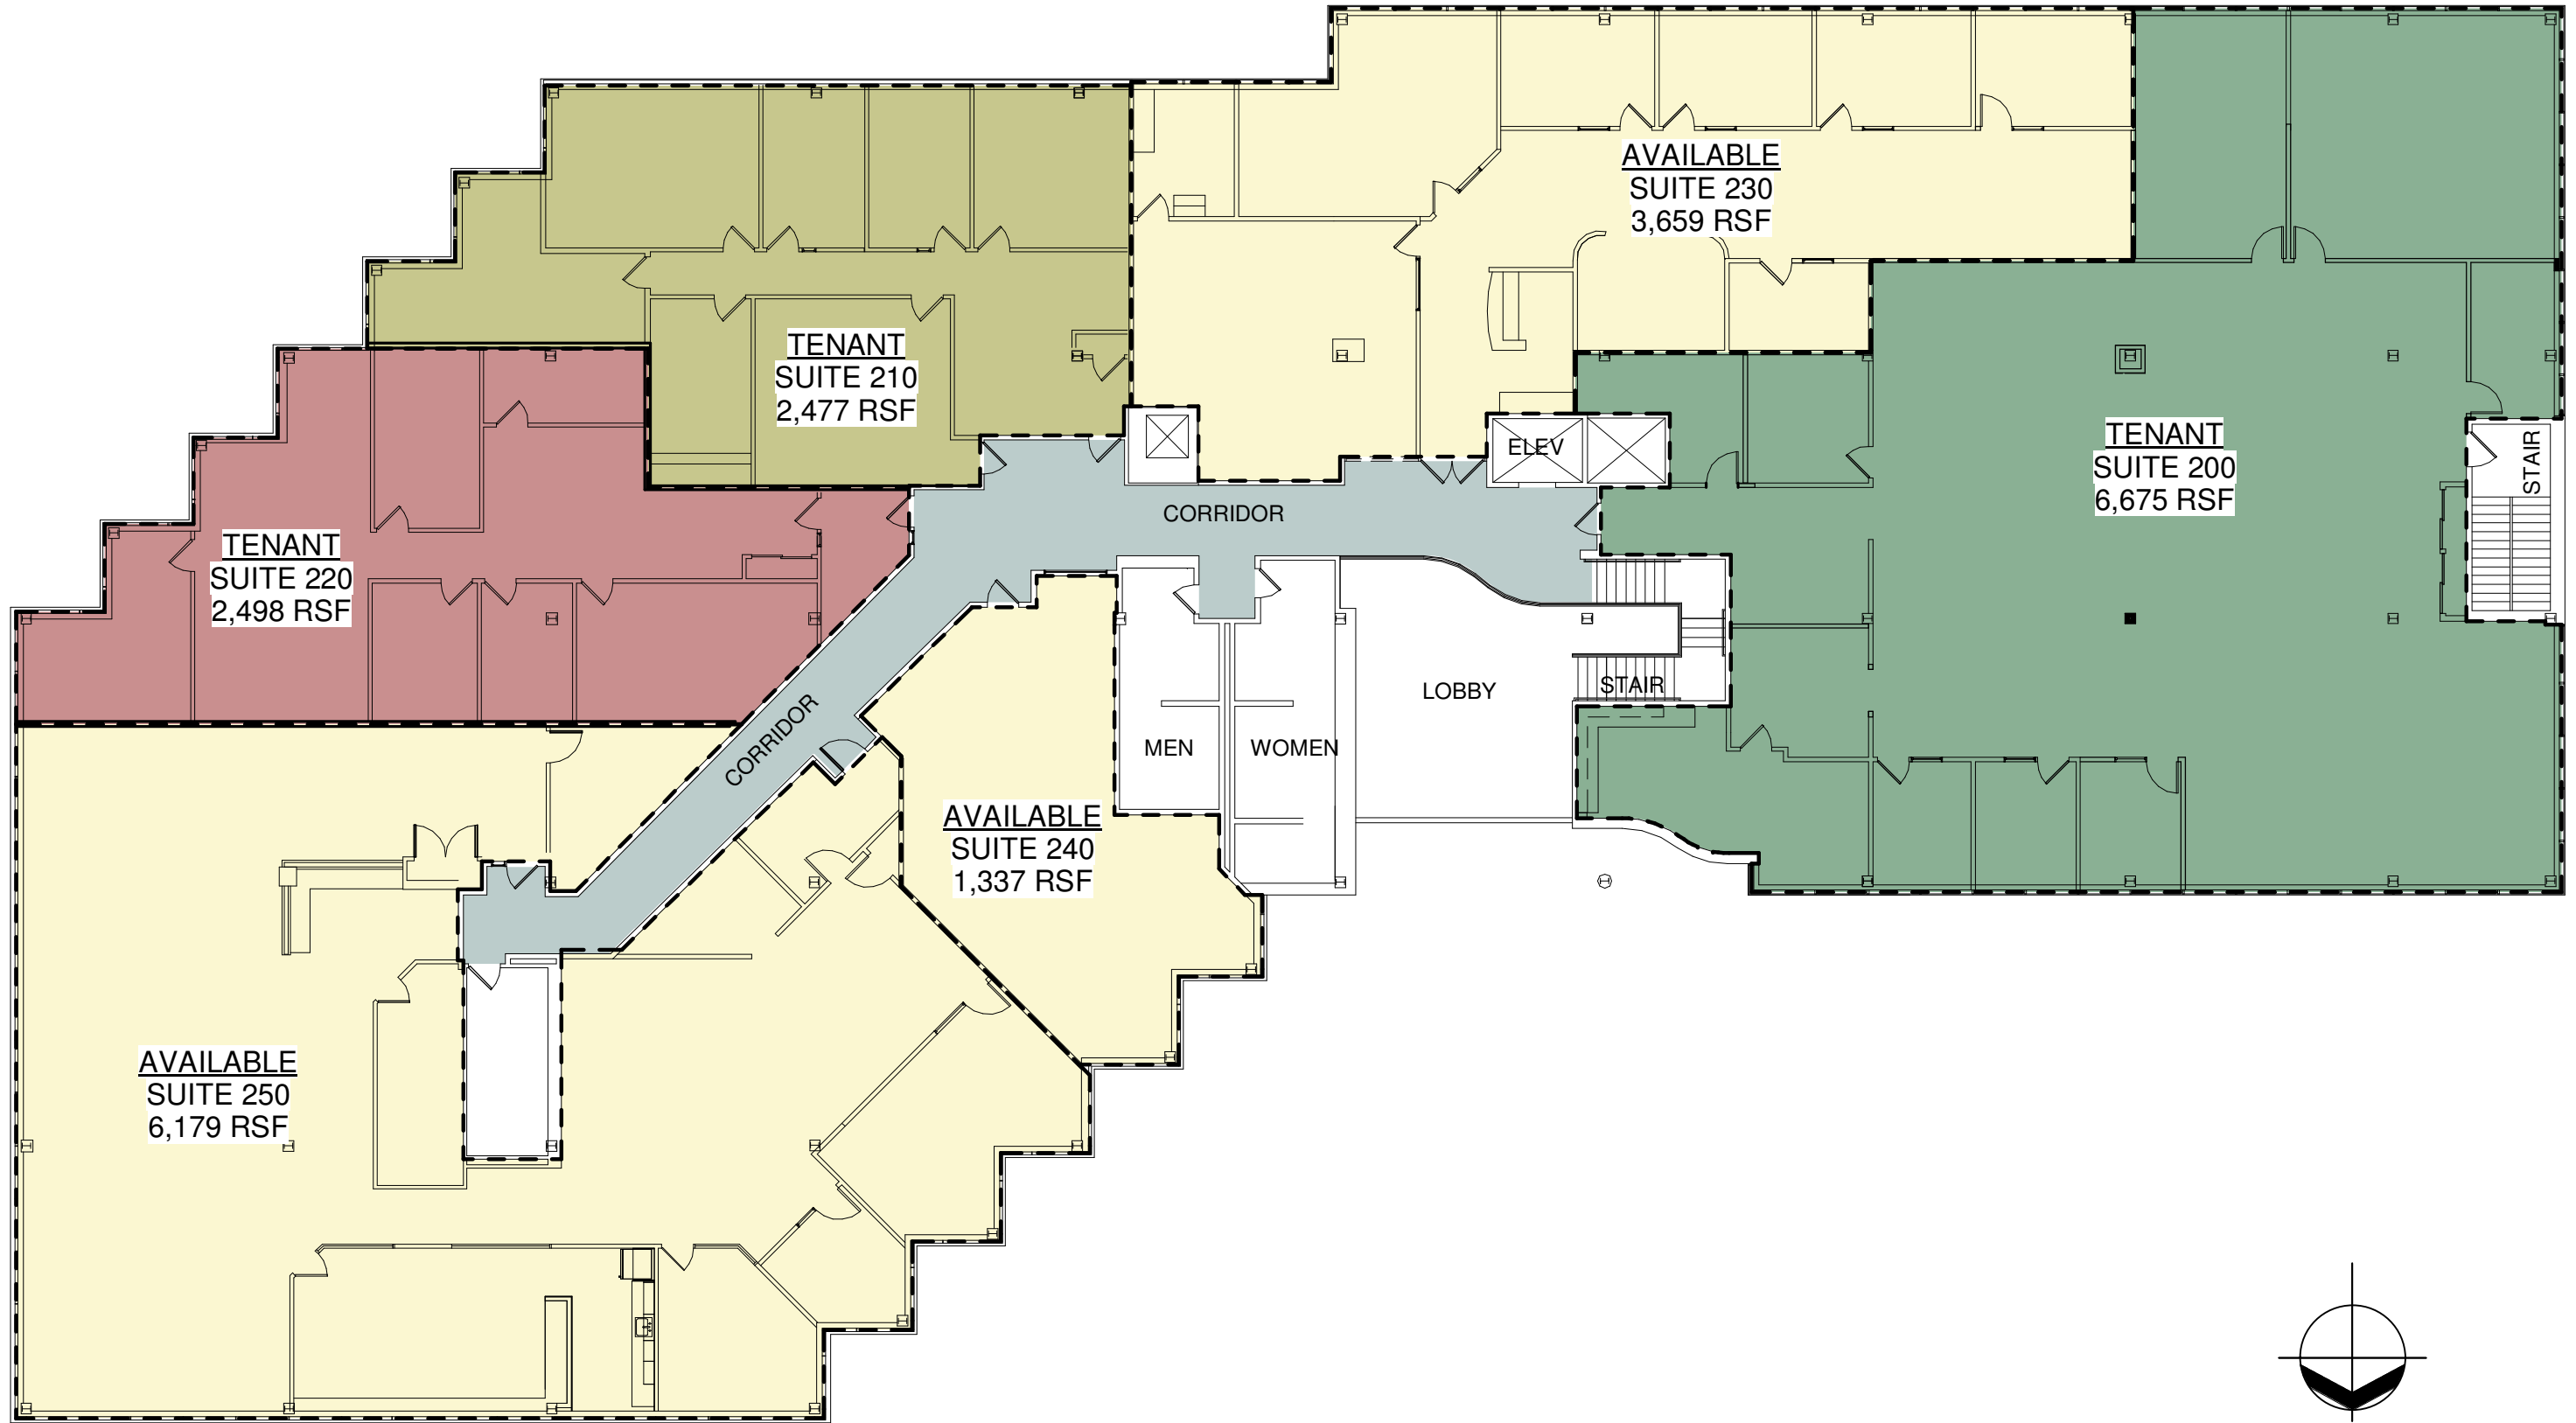 AVAILABLE
SUITE 230
3,659 RSF
TENANT
SUITE 210
2,477 RSF
ELEV
TENANT
SUITE 200
6,675 RSF
STAIR
CORRIDOR
TENANT
SUITE 220
2,498 RSF
LOBBY
STAIR
CORRIDOR
MEN
WOMEN
AVAILABLE
SUITE 240
1,337 RSF
AVAILABLE
SUITE 250
6,179 RSF